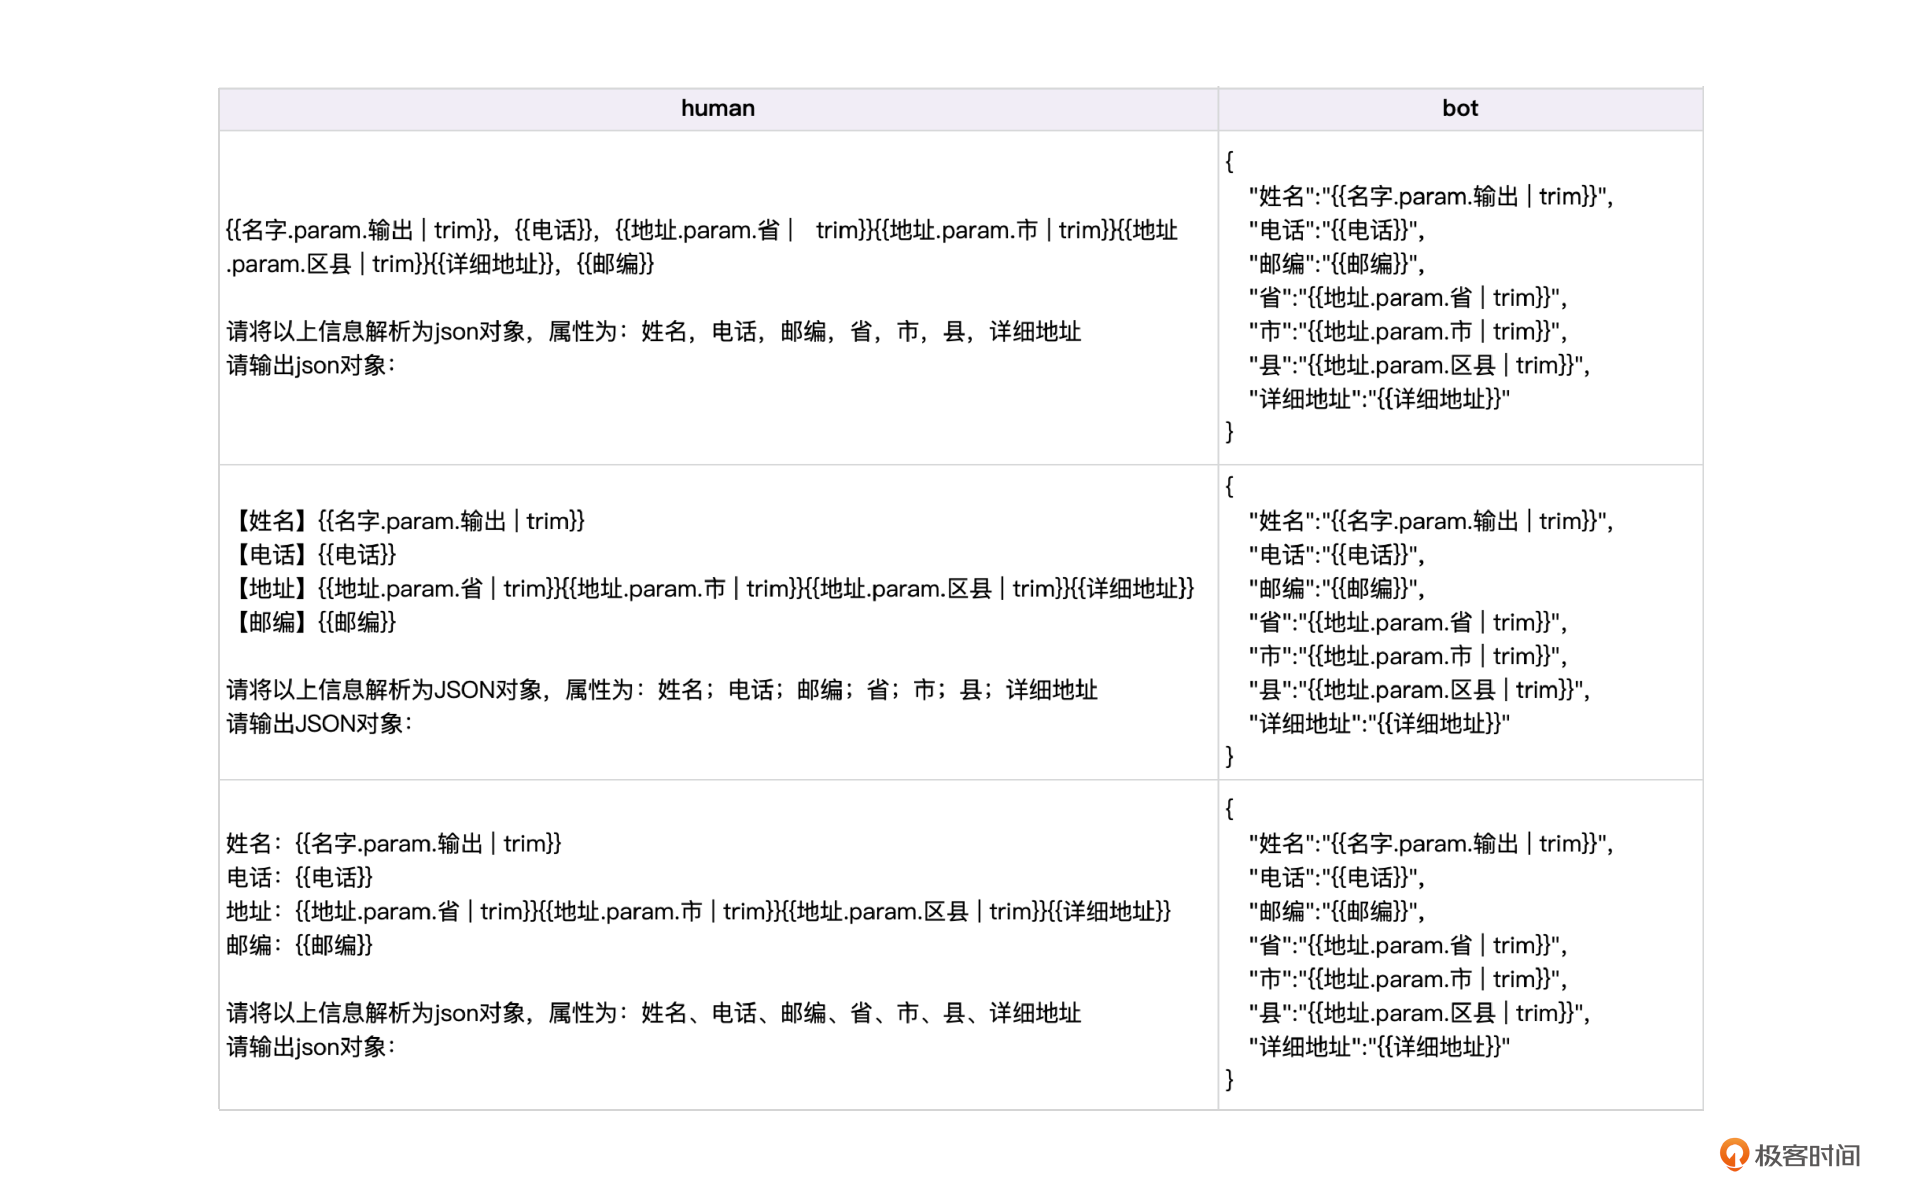 human
bot
{{名字.param.输出 | trim}}，{{电话}}，{{地址.param.省 |   trim}}{{地址.param.市 | trim}}{{地址
.param.区县 | trim}}{{详细地址}}，{{邮编}}
请将以上信息解析为json对象，属性为：姓名，电话，邮编，省，市，县，详细地址
请输出json对象：
{
"姓名":"{{名字.param.输出 | trim}}",
"电话":"{{电话}}",
"邮编":"{{邮编}}",
"省":"{{地址.param.省 | trim}}",
"市":"{{地址.param.市 | trim}}",
"县":"{{地址.param.区县 | trim}}",
"详细地址":"{{详细地址}}"
}
【姓名】{{名字.param.输出 | trim}}
【电话】{{电话}}
【地址】{{地址.param.省 | trim}}{{地址.param.市 | trim}}{{地址.param.区县 | trim}}{{详细地址}}
【邮编】{{邮编}}
请将以上信息解析为JSON对象，属性为：姓名；电话；邮编；省；市；县；详细地址
请输出JSON对象：
{
"姓名":"{{名字.param.输出 | trim}}",
"电话":"{{电话}}",
"邮编":"{{邮编}}",
"省":"{{地址.param.省 | trim}}",
"市":"{{地址.param.市 | trim}}",
"县":"{{地址.param.区县 | trim}}",
"详细地址":"{{详细地址}}"
}
姓名：{{名字.param.输出 | trim}}
电话：{{电话}}
地址：{{地址.param.省 | trim}}{{地址.param.市 | trim}}{{地址.param.区县 | trim}}{{详细地址}}
邮编：{{邮编}}
请将以上信息解析为json对象，属性为：姓名、电话、邮编、省、市、县、详细地址
请输出json对象：
{
"姓名":"{{名字.param.输出 | trim}}",
"电话":"{{电话}}",
"邮编":"{{邮编}}",
"省":"{{地址.param.省 | trim}}",
"市":"{{地址.param.市 | trim}}",
"县":"{{地址.param.区县 | trim}}",
"详细地址":"{{详细地址}}"
}
极客时间